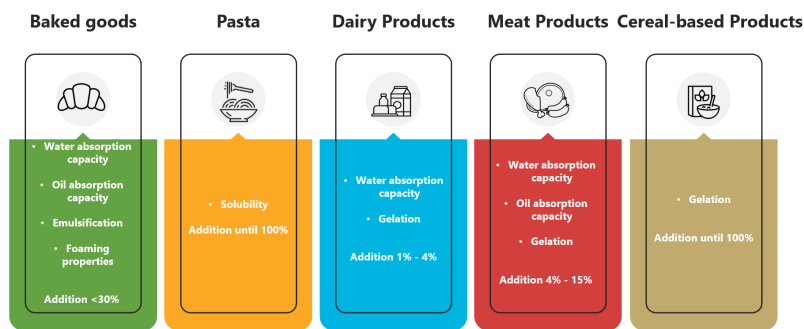 Baked goods
Pasta
Dairy Products
Meat Products
Cereal-based Products
• Water absorption
capacity
• Oil absorption
capacity
• Emulsification
• Foaming
properties
Addition <30%
• Solubility
Addition until 100%
• Water absorption
capacity
• Gelation
Addition 1% - 4%
• Water absorption
capacity
• Oil absorption
capacity
• Gelation
Addition 4% - 15%
• Gelation
Addition until 100%